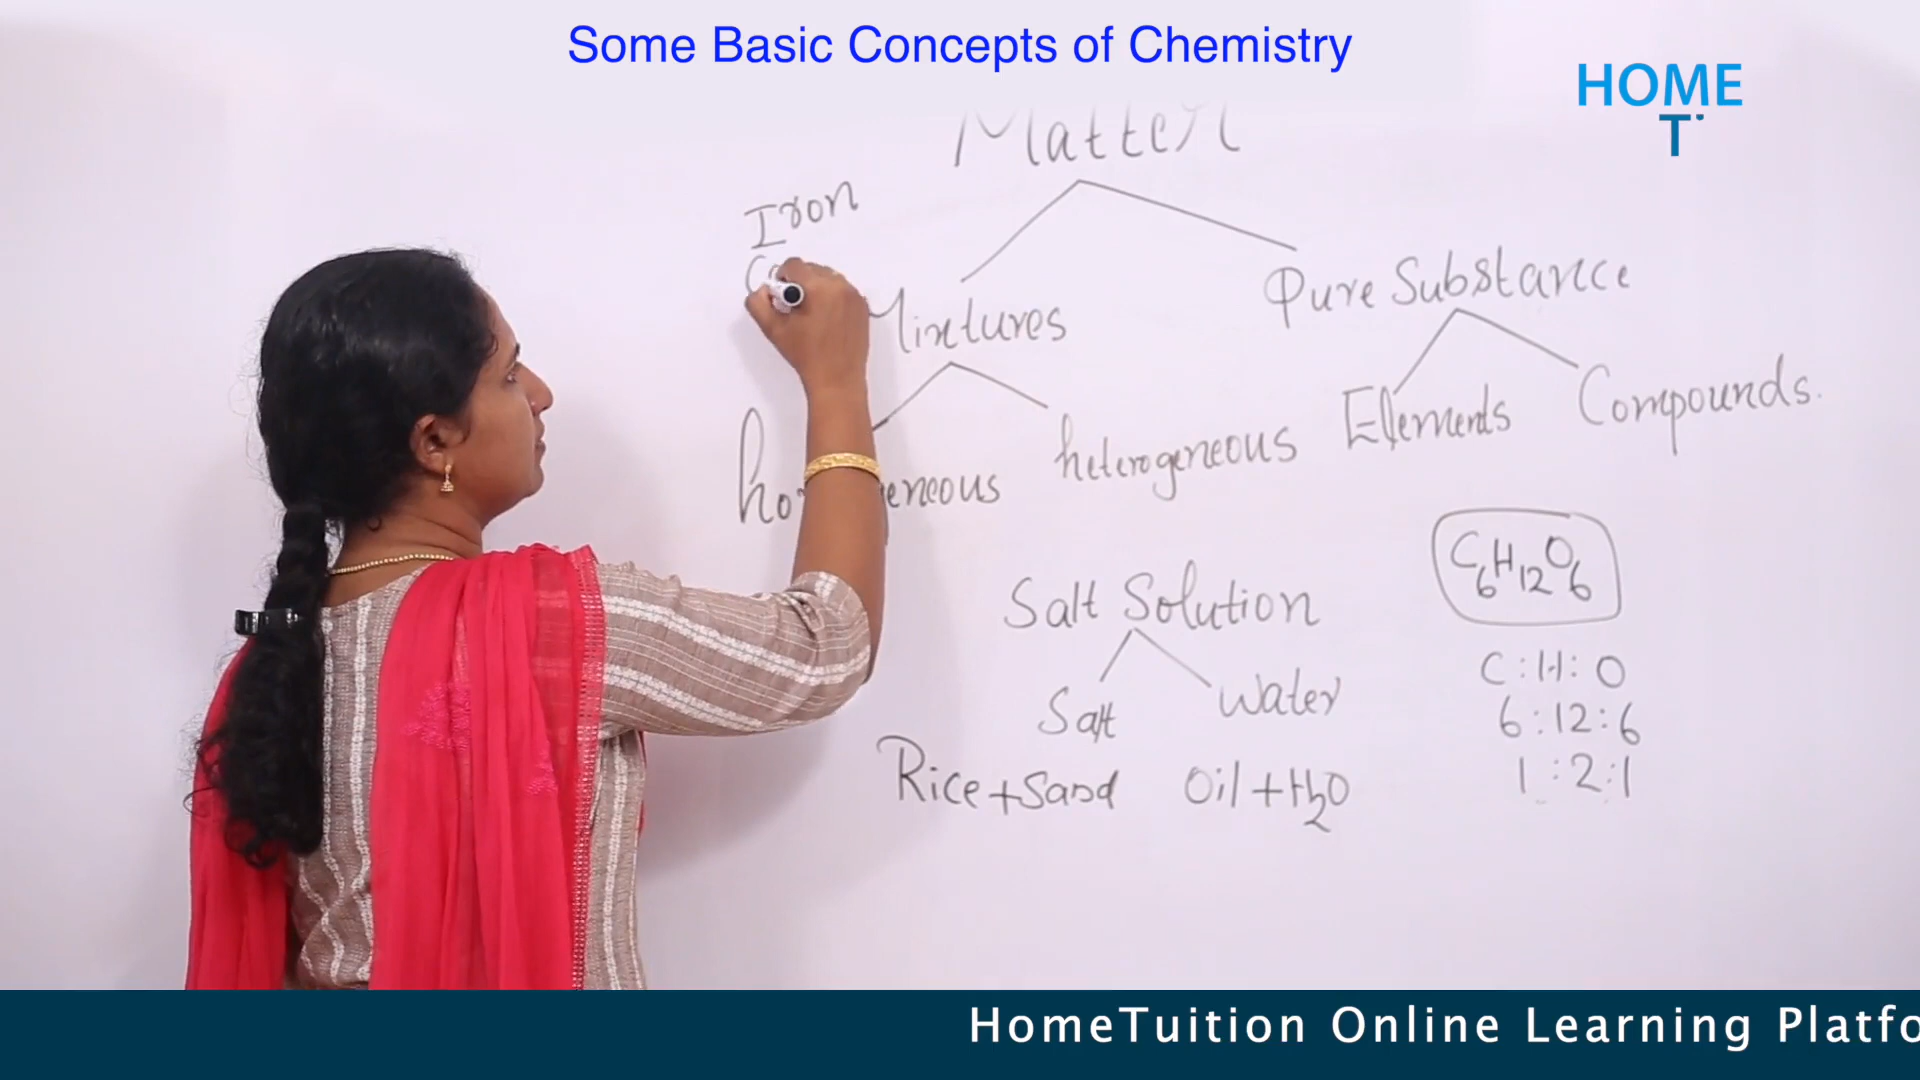 Some Basic Concepts of Chemistry
HOME
T
Matter
Iron
Mixtures
Pure Substance
heterogeneous
Elements
Compounds.
Salt Solution
Salt
Water
Rice + Sand
Oil + H₂O
C₆H₁₂O₆
C : H : O
6 : 12 : 6
1 : 2 : 1
HomeTuition Online Learning